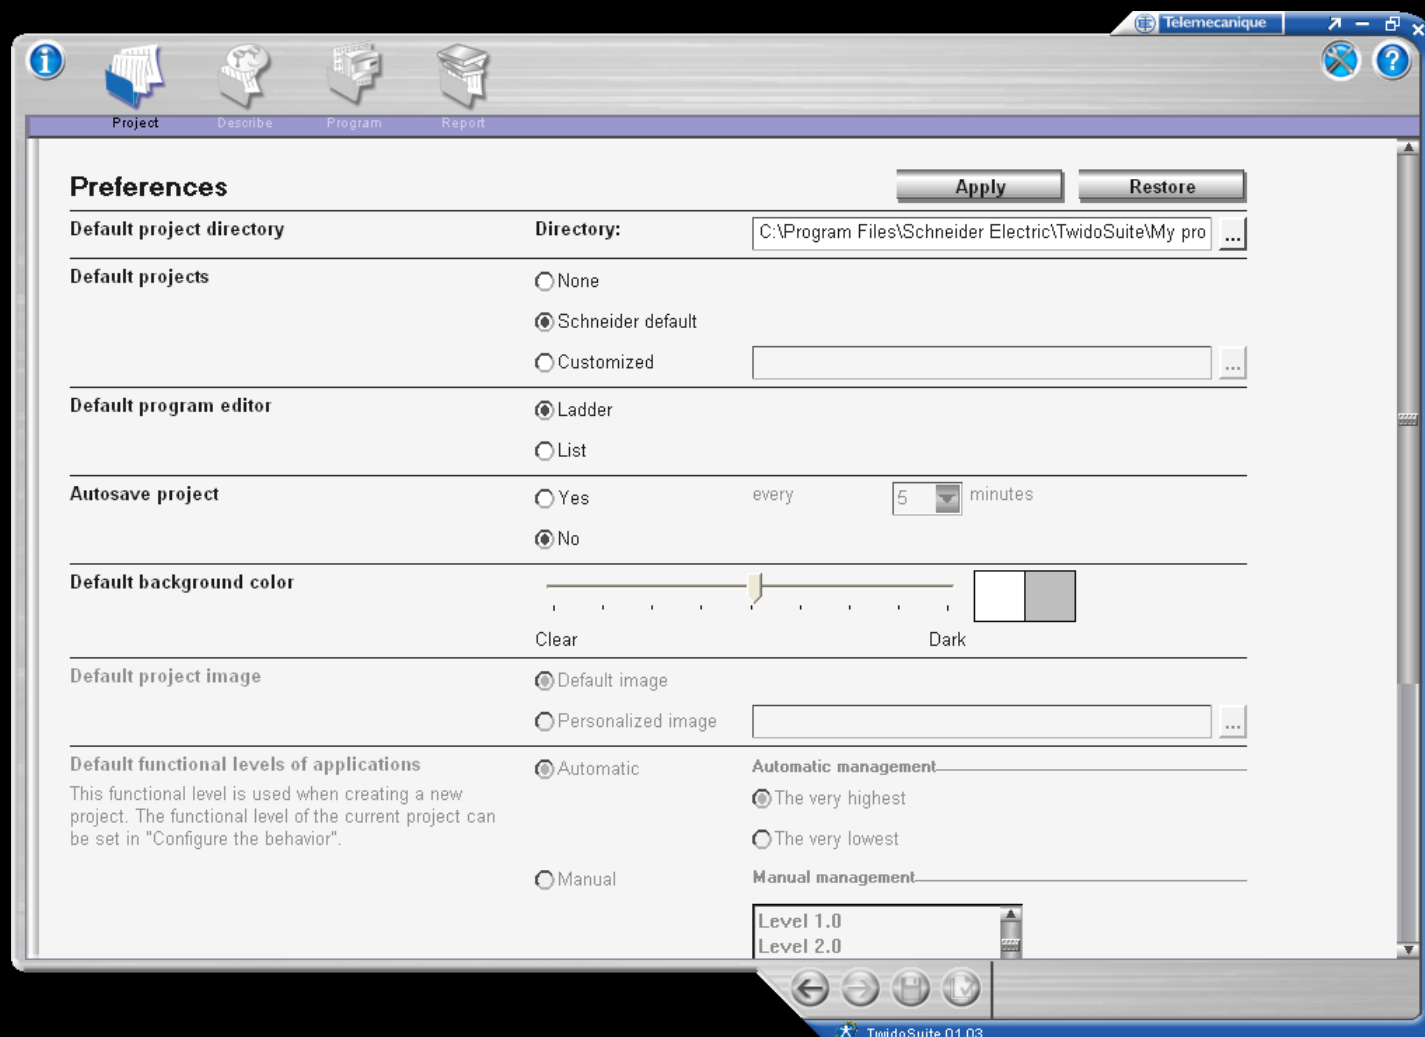 Telemecanique
Project Describe Program Report
Preferences Apply Restore
Default project directory Directory: C:\Program Files\Schneider Electric\TwidoSuite\My pro ...
Default projects None
Schneider default
Customized ...
Default program editor Ladder
List
Autosave project Yes every 5 minutes
No
Default background color
Clear Dark
Default project image Default image
Personalized image ...
Default functional levels of applications Automatic Automatic management
This functional level is used when creating a new The very highest
project. The functional level of the current project can
be set in "Configure the behavior". The very lowest
Manual Manual management
Level 1.0
Level 2.0
TwidoSuite 01.03